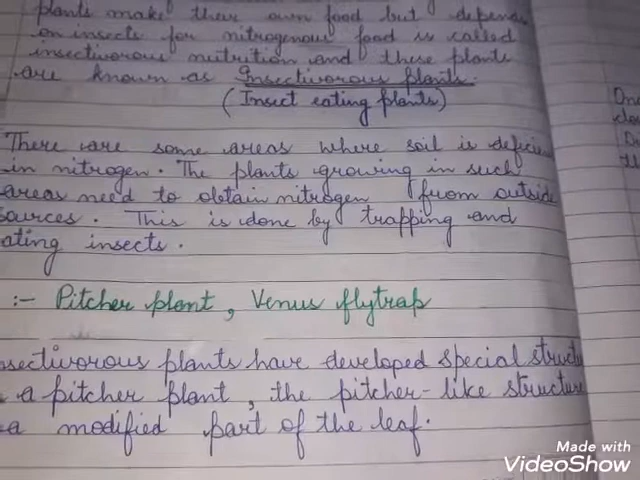 plants make their own food but depend
on insects for nitrogenous food is called
insectivorous nutrition and these plants
are known as Insectivorous plants.
(Insect eating plants)
There are some areas where soil is defici
in nitrogen. The plants growing in such
areas need to obtain nitrogen from outside
sources. This is done by trapping and
ating insects.
:- Pitcher plant, Venus flytrap
nsectivorous plants have developed special structu
a pitcher plant, the pitcher-like structure
a modified part of the leaf.
Made with
VideoShow